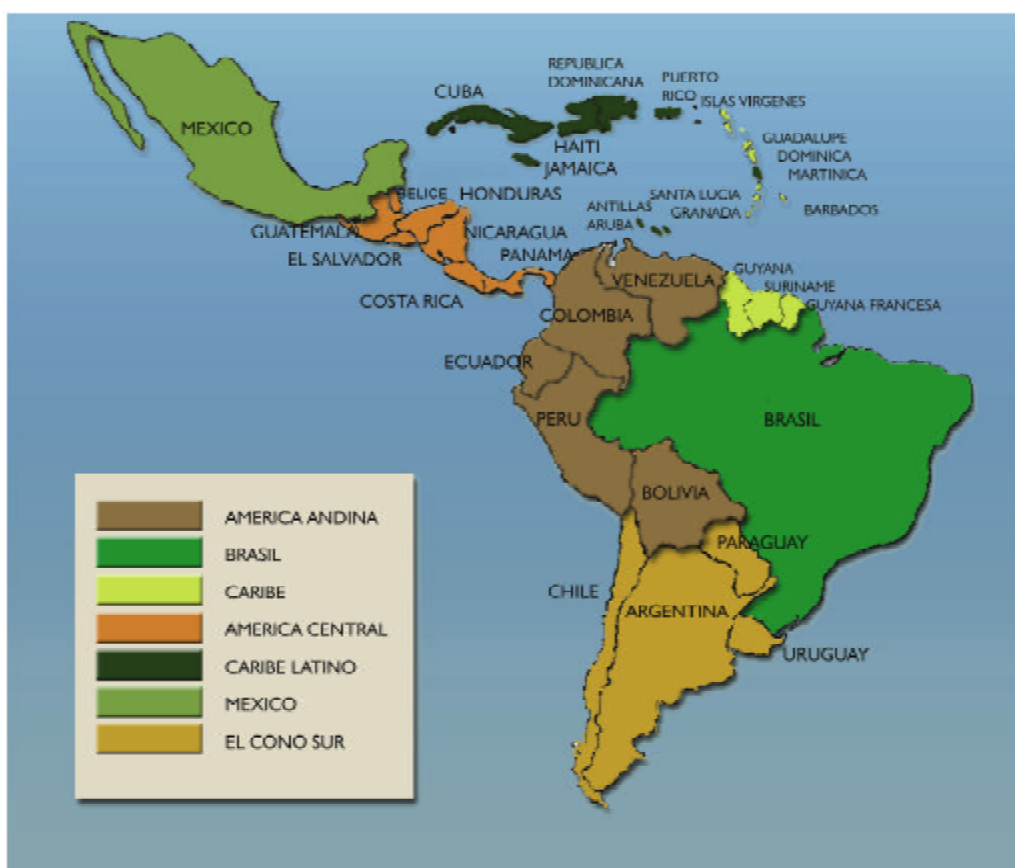 REPUBLICA
DOMINICANA
PUERTO
RICO
CUBA
ISLAS VIRGENES
MEXICO
GUADALUPE
HAITI
DOMINICA
JAMAICA
MARTINICA
BELICE
HONDURAS
SANTA LUCIA
ANTILLAS
GRANADA
BARBADOS
ARUBA
GUATEMALA
NICARAGUA
EL SALVADOR
PANAMA
VENEZUELA
GUYANA
SURINAME
COSTA RICA
GUYANA FRANCESA
COLOMBIA
ECUADOR
PERU
BRASIL
BOLIVIA
PARAGUAY
CHILE
ARGENTINA
URUGUAY
AMERICA ANDINA
BRASIL
CARIBE
AMERICA CENTRAL
CARIBE LATINO
MEXICO
EL CONO SUR